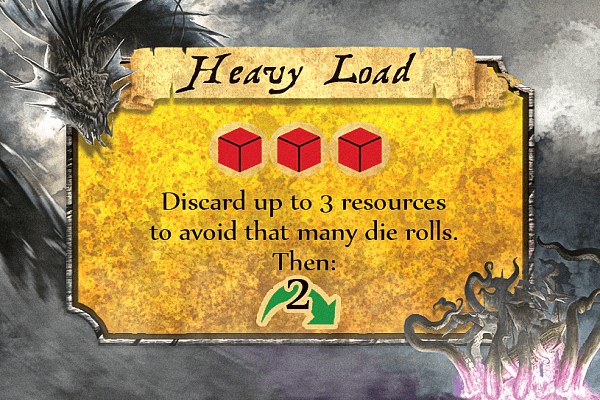 Heavy Load
Discard up to 3 resources
to avoid that many die rolls.
Then:
2